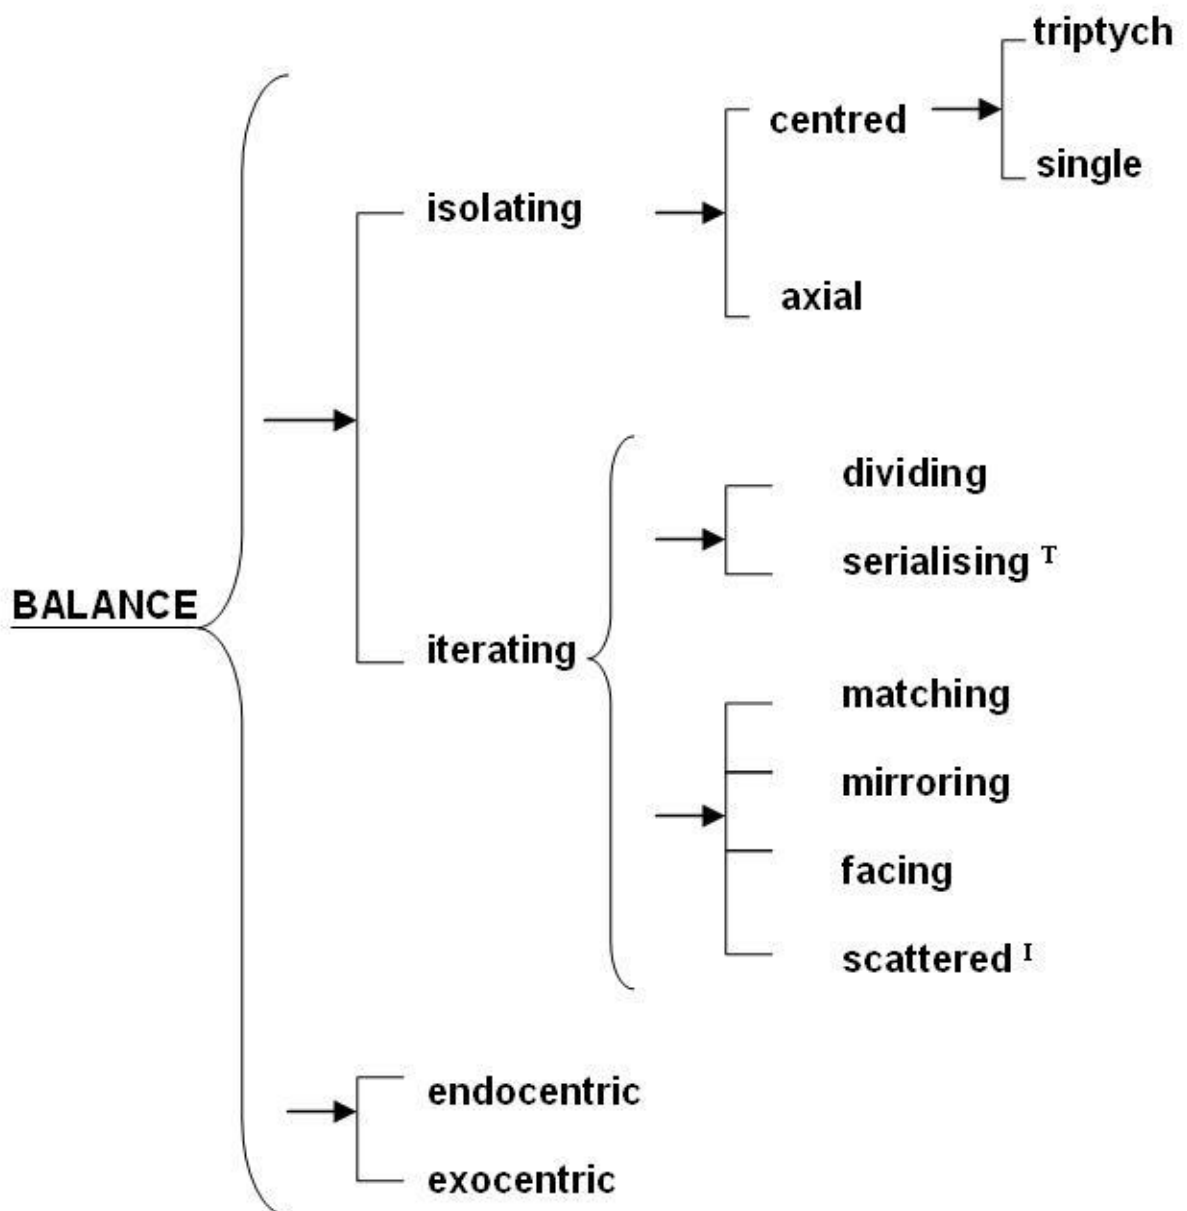 triptych
centred
single
isolating
axial
dividing
serialising T
BALANCE
iterating
matching
mirroring
facing
scattered I
endocentric
exocentric